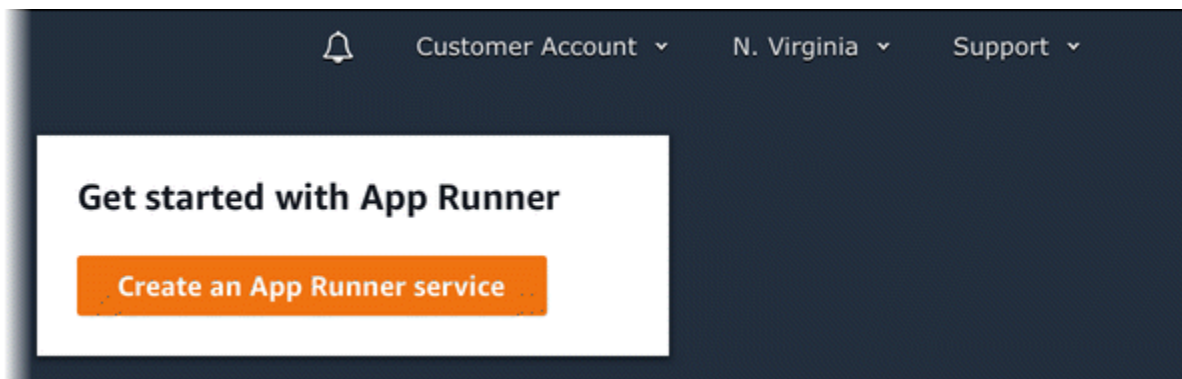 Customer Account N. Virginia Support
Get started with App Runner
Create an App Runner service